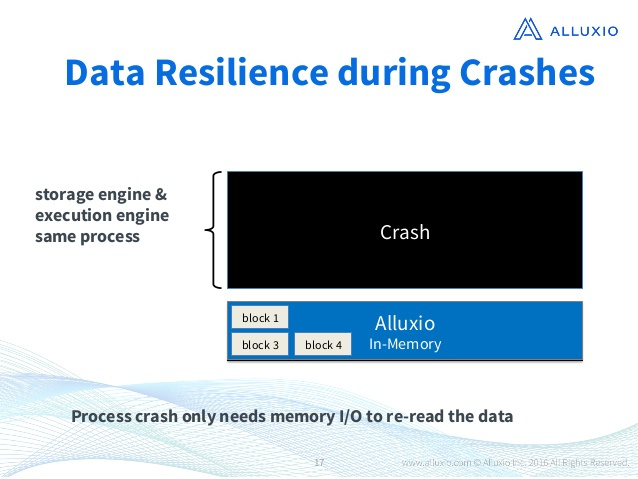 ALLUXIO
Data Resilience during Crashes
storage engine &
execution engine
same process
Crash
block 1
block 3
block 4
Alluxio
In-Memory
Process crash only needs memory I/O to re-read the data
17
www.alluxio.com © Alluxio Inc. 2016 All Rights Reserved.